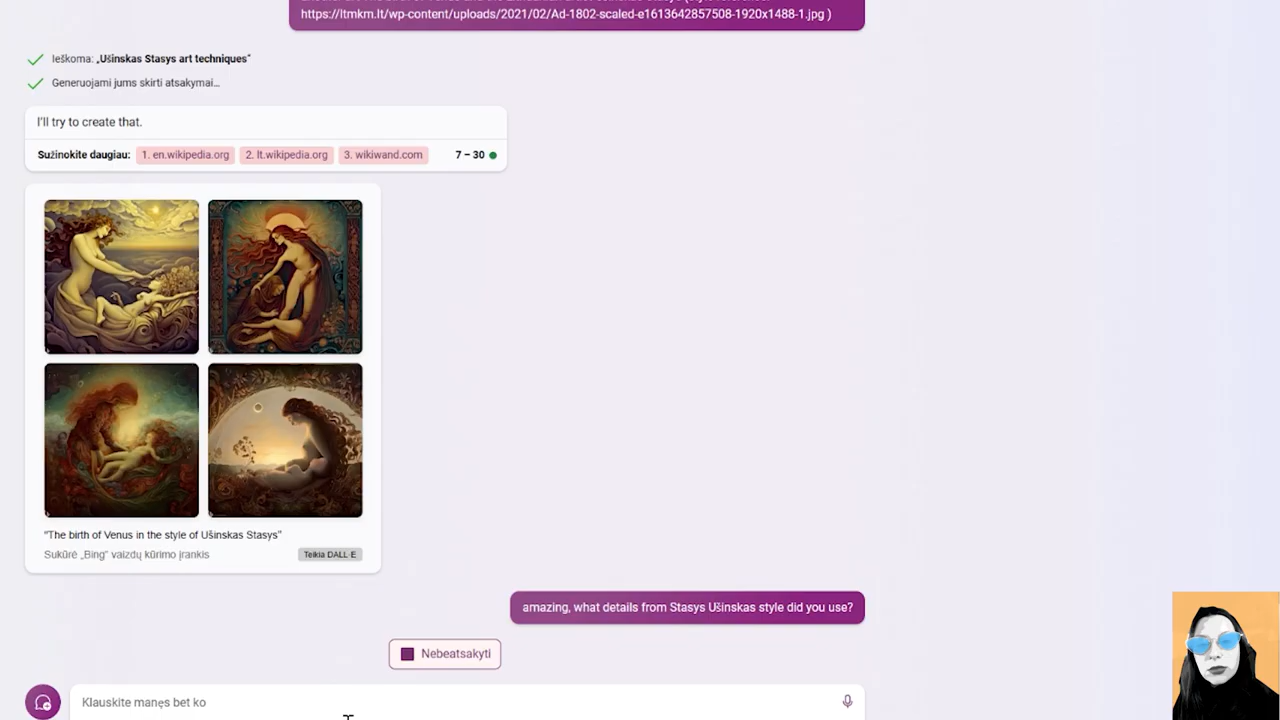 https://ltmkm.lt/wp-content/uploads/2021/02/Ad-1802-scaled-e1613642857508-1920x1488-1.jpg )
Ieškoma: „Ušinskas Stasys art techniques“
Generuojami jums skirti atsakymai...
I'll try to create that.
Sužinokite daugiau: 1. en.wikipedia.org 2. lt.wikipedia.org 3. wikiwand.com 7 – 30
"The birth of Venus in the style of Ušinskas Stasys"
Sukūrė „Bing“ vaizdų kūrimo įrankis Teikia DALL·E
amazing, what details from Stasys Ušinskas style did you use?
Nebeatsakyti
Klauskite manęs bet ko